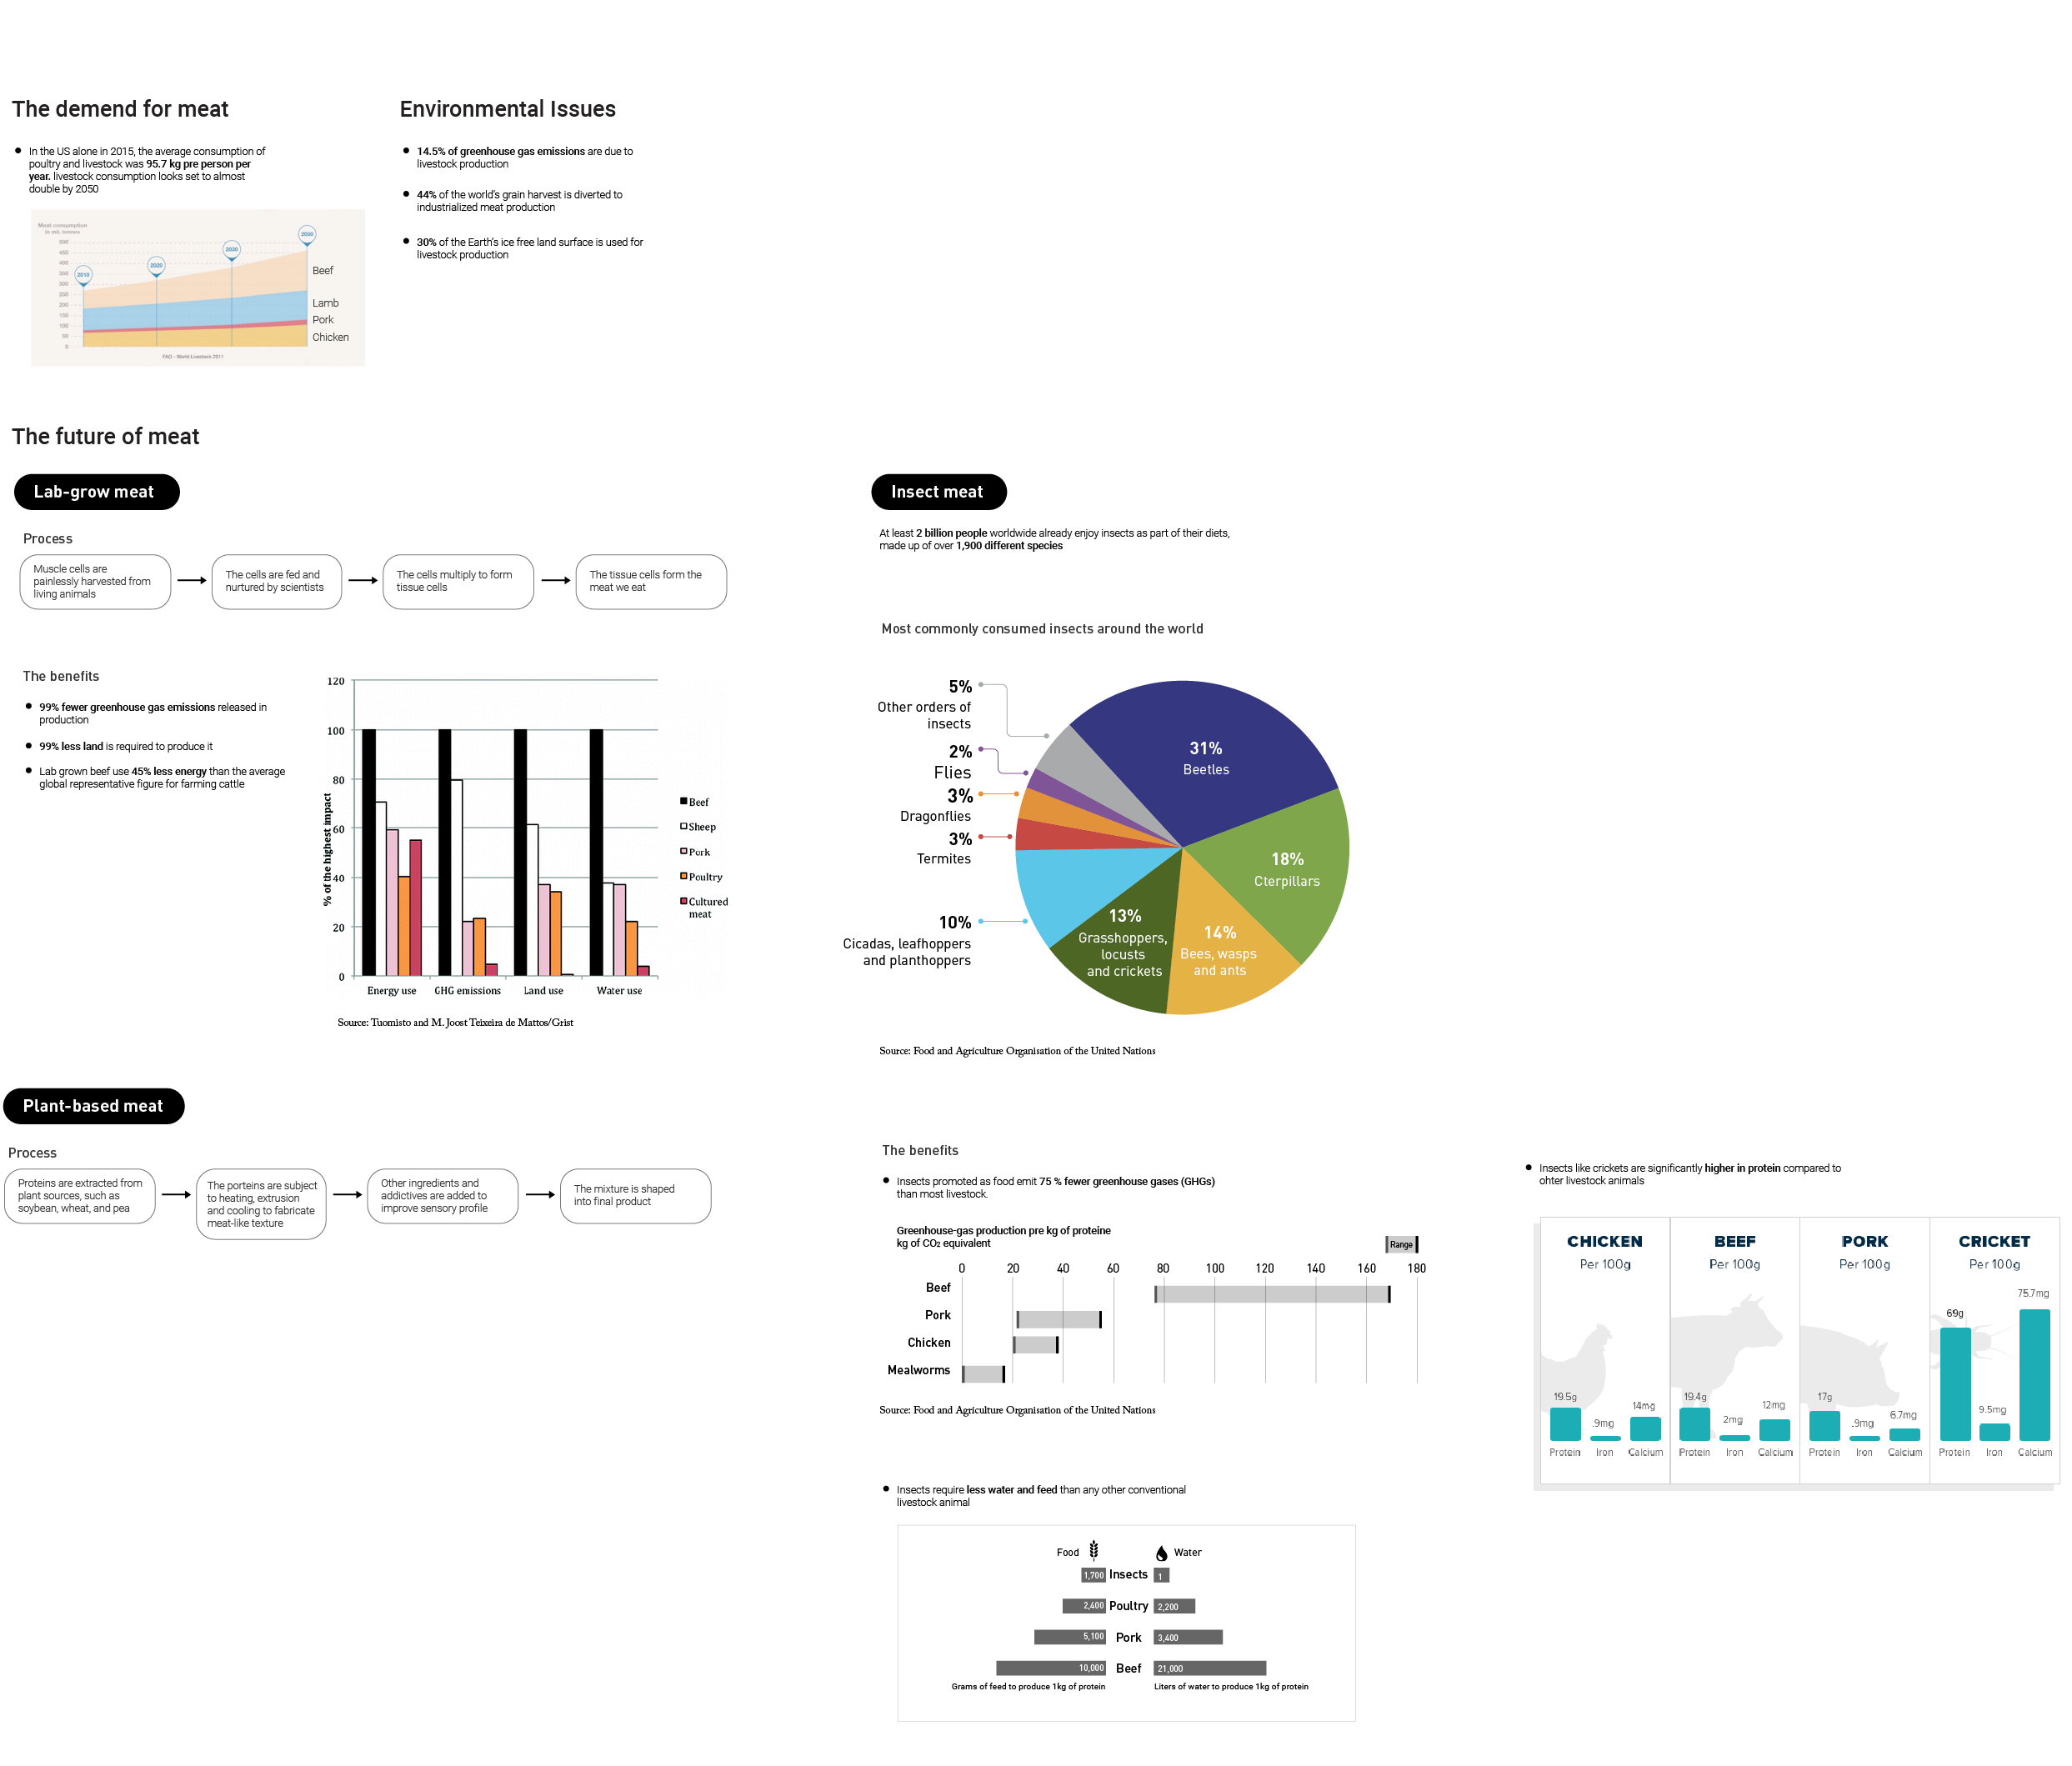 The demend for meat
In the US alone in 2015, the average consumption of
poultry and livestock was 95.7 kg pre person per
year. livestock consumption looks set to almost
double by 2050
Meat consumption
in mil. tonnes
500
450
400
350
300
250
200
150
100
50
0
2010
2020
2030
Beef
Lamb
Pork
Chicken
FAO - World Livestock 2011
Environmental Issues
14.5% of greenhouse gas emissions are due to
livestock production
44% of the world's grain harvest is diverted to
industrialized meat production
30% of the Earth's ice free land surface is used for
livestock production
The future of meat
Lab-grow meat
Process
Muscle cells are
painlessly harvested from
living animals
The cells are fed and
nurtured by scientists
The cells multiply to form
tissue cells
The tissue cells form the
meat we eat
The benefits
99% fewer greenhouse gas emissions released in
production
99% less land is required to produce it
Lab grown beef use 45% less energy than the average
global representative figure for farming cattle
% of the highest impact
120
100
80
60
40
20
0
Energy use
GHG emissions
Land use
Water use
Beef
Sheep
Pork
Poultry
Cultured
meat
Source: Tuomisto and M. Joost Teixeira de Mattos/Grist
Insect meat
At least 2 billion people worldwide already enjoy insects as part of their diets,
made up of over 1,900 different species
Most commonly consumed insects around the world
5%
Other orders of
insects
2%
Flies
3%
Dragonflies
3%
Termites
10%
Cicadas, leafhoppers
and planthoppers
31%
Beetles
18%
Cterpillars
14%
Bees, wasps
and ants
13%
Grasshoppers,
locusts
and crickets
Source: Food and Agriculture Organisation of the United Nations
Plant-based meat
Process
Proteins are extracted from
plant sources, such as
soybean, wheat, and pea
The porteins are subject
to heating, extrusion
and cooling to fabricate
meat-like texture
Other ingredients and
addictives are added to
improve sensory profile
The mixture is shaped
into final product
The benefits
Insects promoted as food emit 75 % fewer greenhouse gases (GHGs)
than most livestock.
Greenhouse-gas production pre kg of proteine
kg of CO₂ equivalent
Range
0 20 40 60 80 100 120 140 160 180
Beef
Pork
Chicken
Mealworms
Source: Food and Agriculture Organisation of the United Nations
Insects require less water and feed than any other conventional
livestock animal
Food
Water
1,700 Insects 1
2,400 Poultry 2,200
5,100 Pork 3,400
10,000 Beef 21,000
Grams of feed to produce 1kg of protein
Liters of water to produce 1kg of protein
Insects like crickets are significantly higher in protein compared to
ohter livestock animals
CHICKEN
Per 100g
19.5g
.9mg
14mg
Protein Iron Calcium
BEEF
Per 100g
19.4g
2mg
12mg
Protein Iron Calcium
PORK
Per 100g
17g
.9mg
6.7mg
Protein Iron Calcium
CRICKET
Per 100g
69g
9.5mg
75.7mg
Protein Iron Calcium